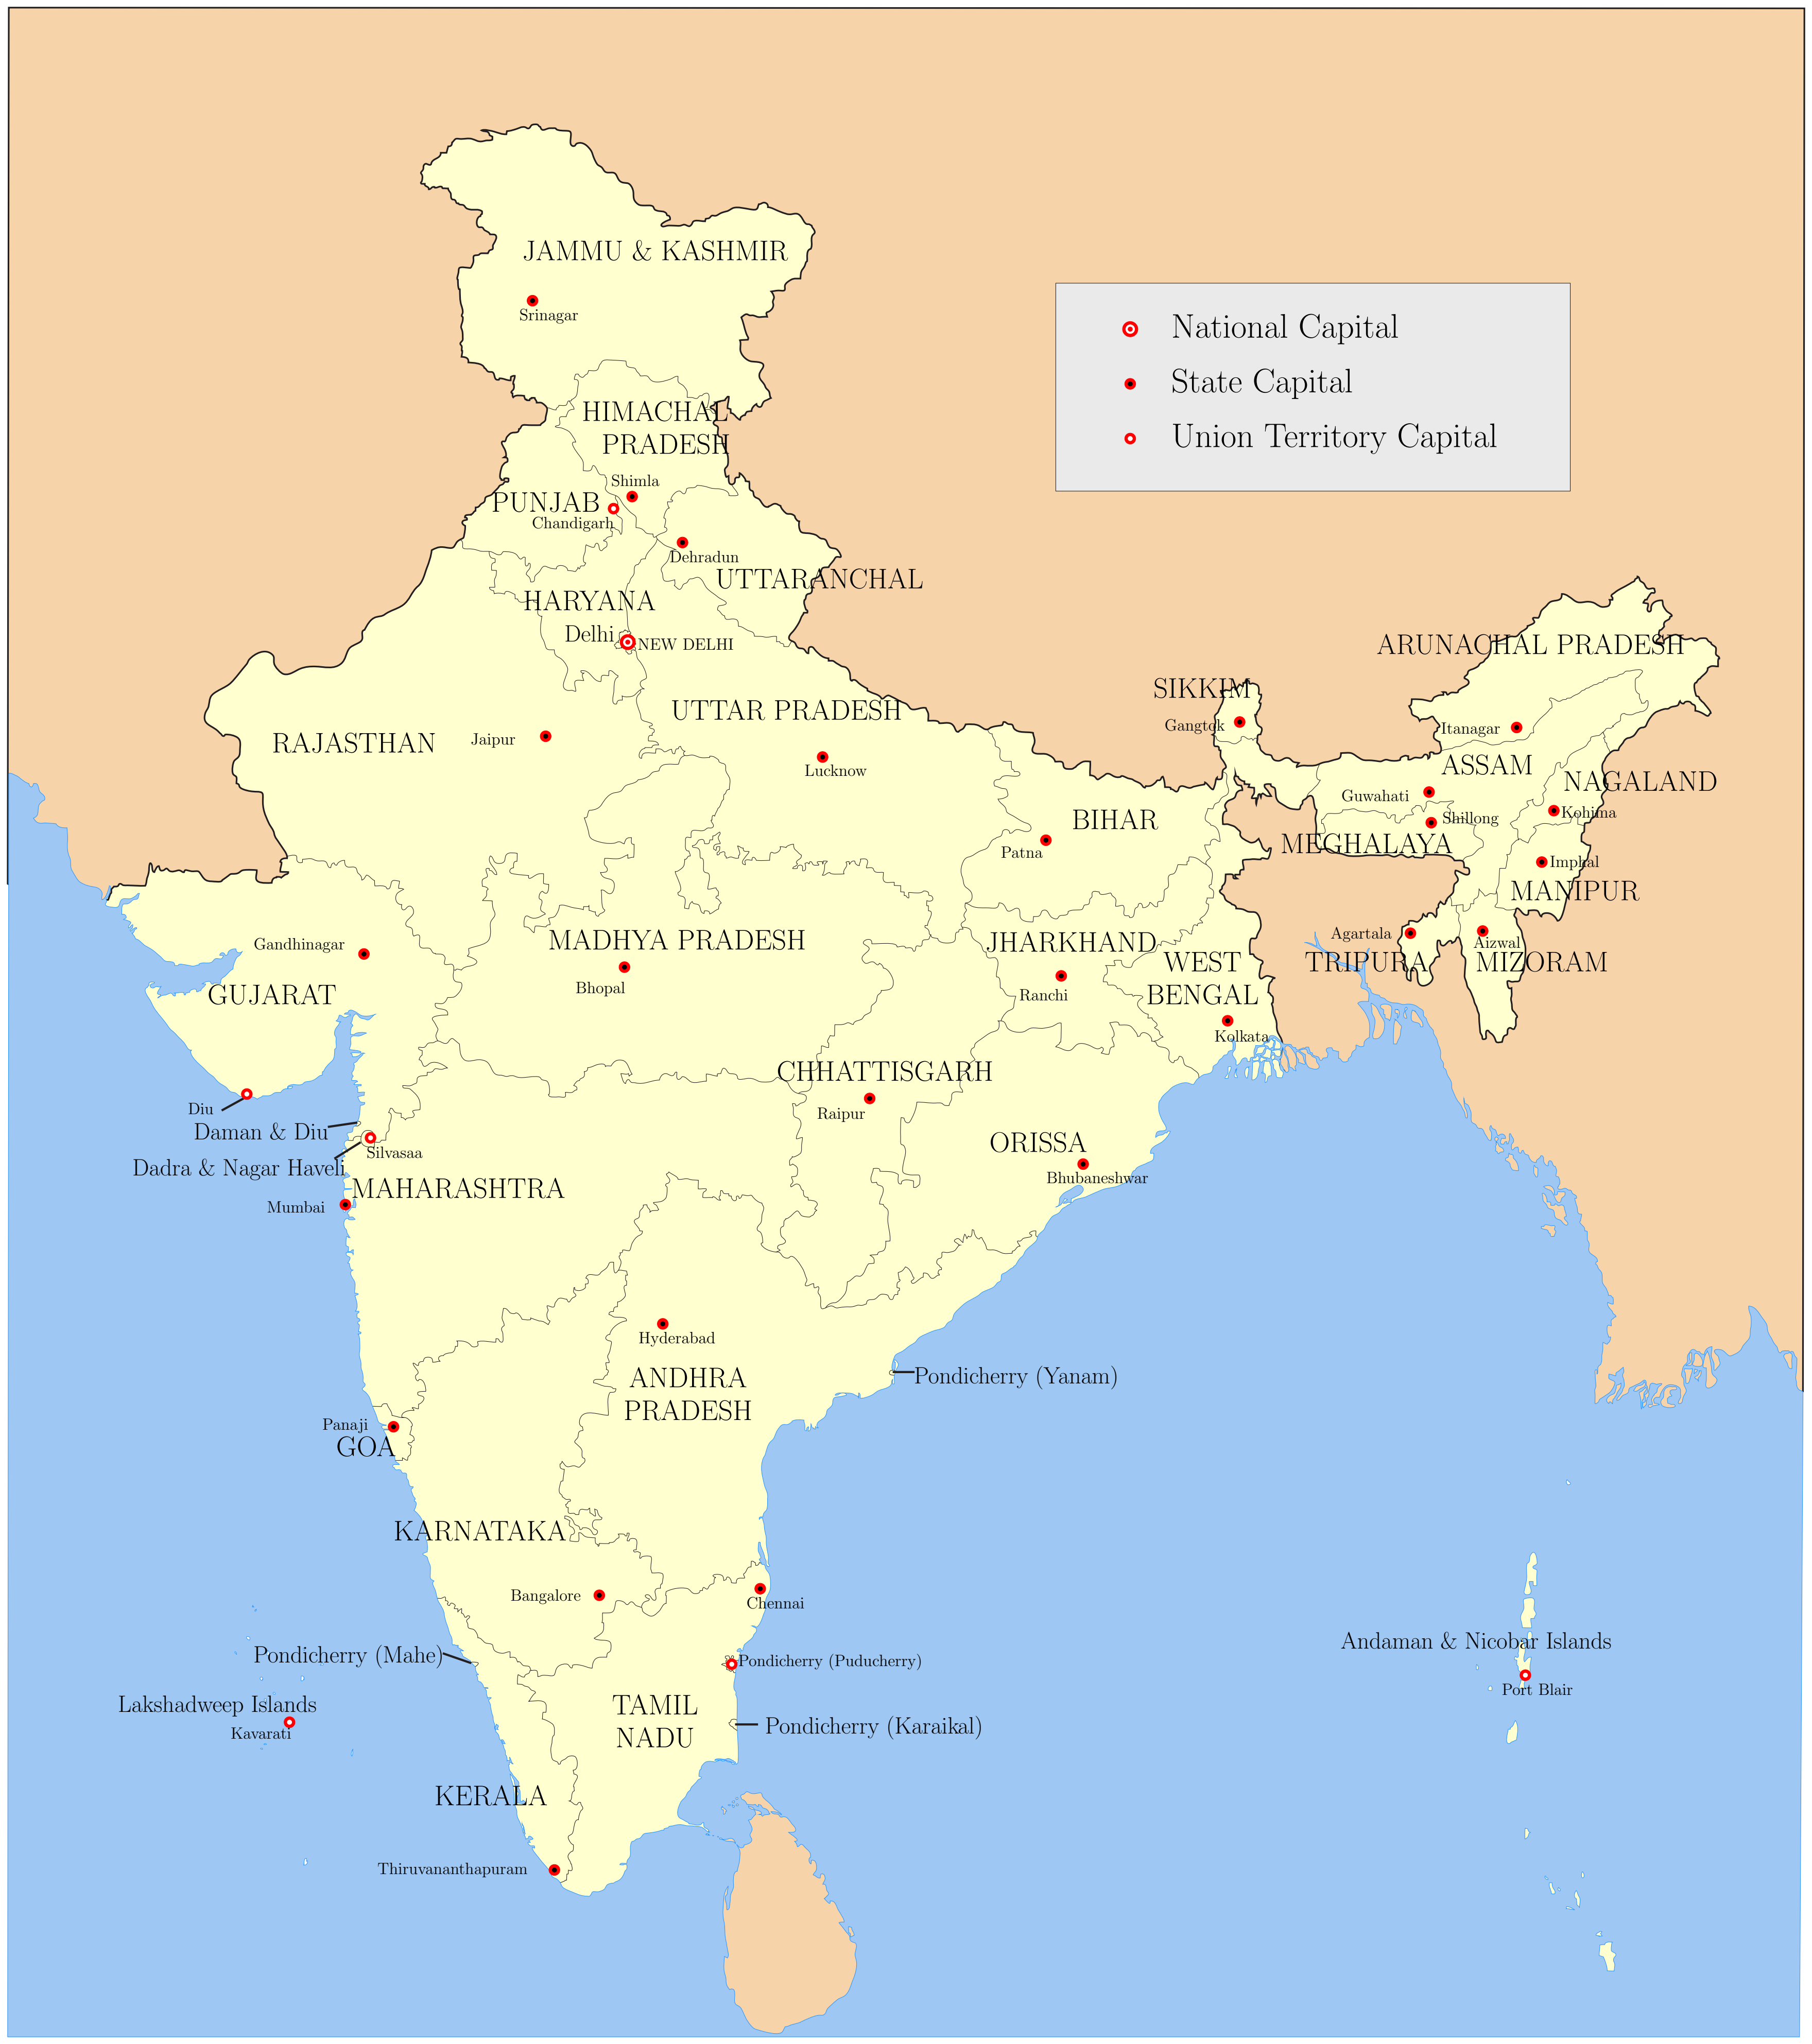 JAMMU & KASHMIR
Srinagar
National Capital
State Capital
Union Territory Capital
HIMACHAL
PRADESH
Shimla
PUNJAB
Chandigarh
Dehradun
UTTARANCHAL
HARYANA
Delhi
NEW DELHI
ARUNACHAL PRADESH
SIKKIM
Gangtok
Itanagar
UTTAR PRADESH
RAJASTHAN
Jaipur
Lucknow
ASSAM
NAGALAND
Guwahati
Kohima
Shillong
BIHAR
Patna
MEGHALAYA
Imphal
MANIPUR
Gandhinagar
MADHYA PRADESH
JHARKHAND
Agartala
Aizwal
WEST
BENGAL
TRIPURA
MIZORAM
Bhopal
Ranchi
GUJARAT
Kolkata
CHHATTISGARH
Raipur
Diu
Daman & Diu
ORISSA
Silvasaa
Dadra & Nagar Haveli
Bhubaneshwar
MAHARASHTRA
Mumbai
Hyderabad
ANDHRA
PRADESH
Pondicherry (Yanam)
Panaji
GOA
KARNATAKA
Bangalore
Chennai
Andaman & Nicobar Islands
Pondicherry (Mahe)
Pondicherry (Puducherry)
Port Blair
Lakshadweep Islands
Kavarati
TAMIL
NADU
Pondicherry (Karaikal)
KERALA
Thiruvananthapuram